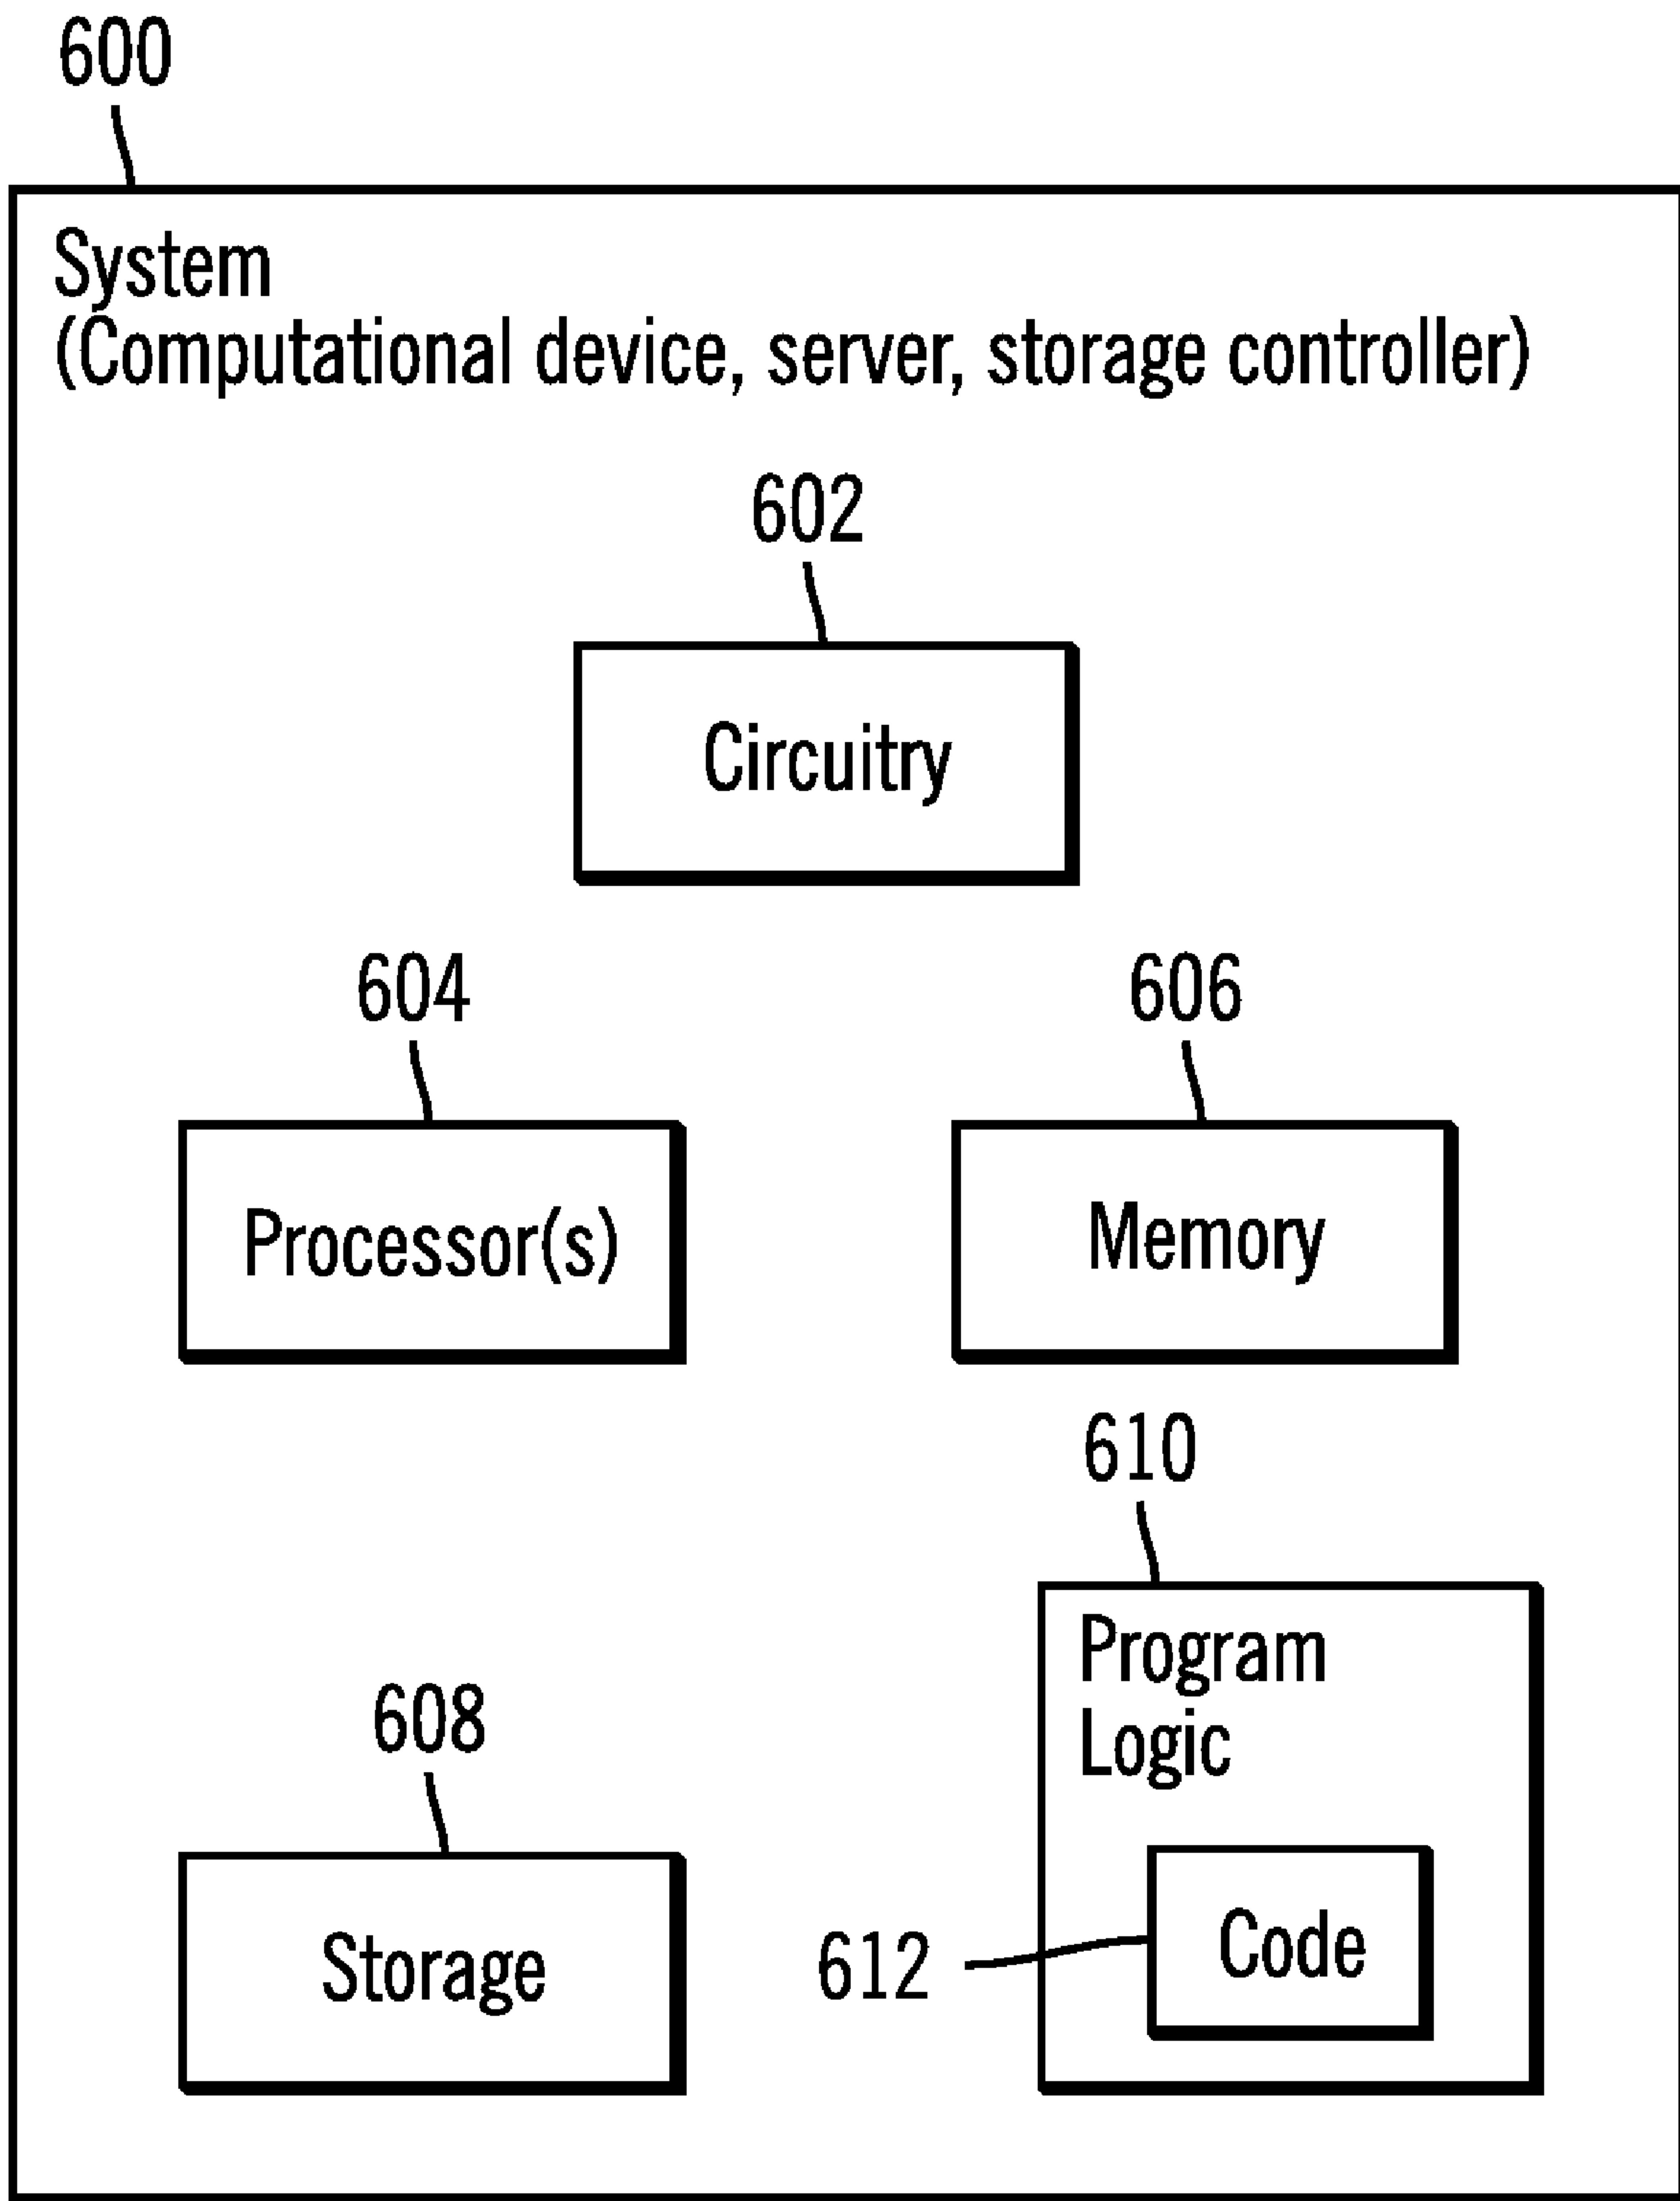 600
System
(Computational device, server, storage controller)
602
Circuitry
604
606
Processor(s)
Memory
610
Program
Logic
608
Storage
612
Code